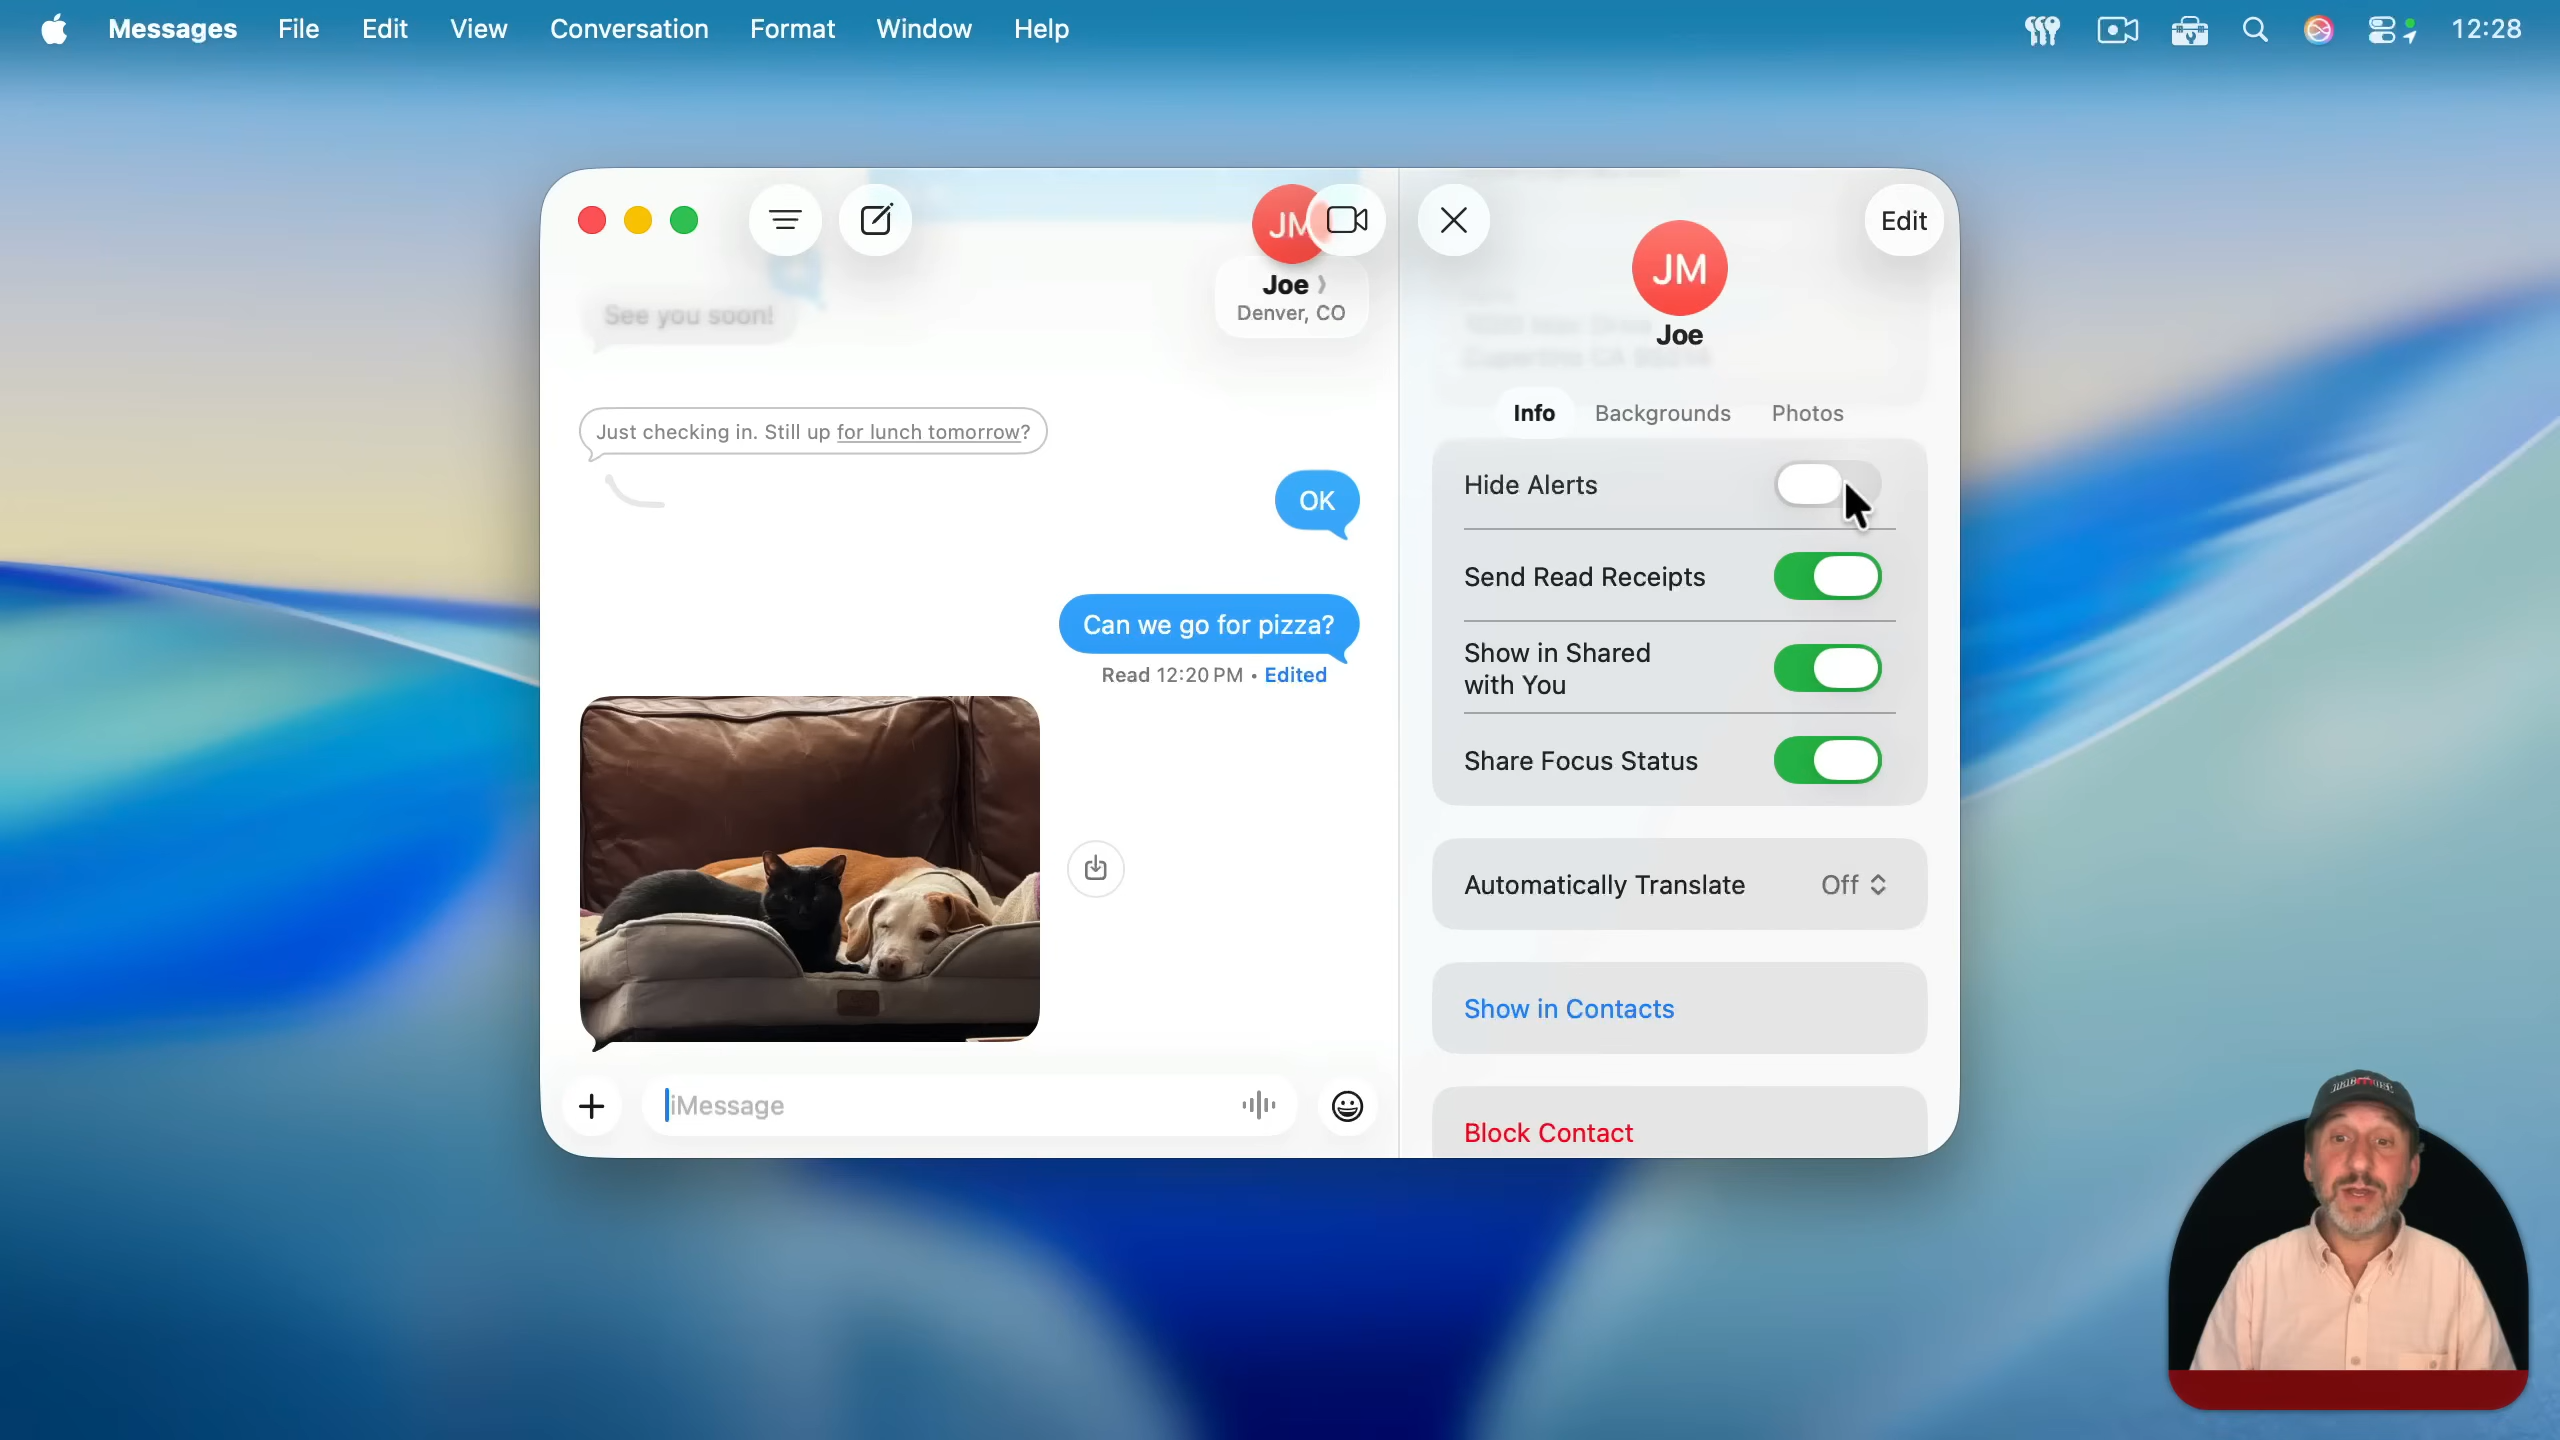 Messages File Edit View Conversation Format Window Help 12:28
JM
Joe
Denver, CO
See you soon!
Just checking in. Still up for lunch tomorrow?
OK
Can we go for pizza?
Read 12:20 PM • Edited
iMessage
Edit
JM
Joe
Info Backgrounds Photos
Hide Alerts
Send Read Receipts
Show in Shared
with You
Share Focus Status
Automatically Translate Off
Show in Contacts
Block Contact